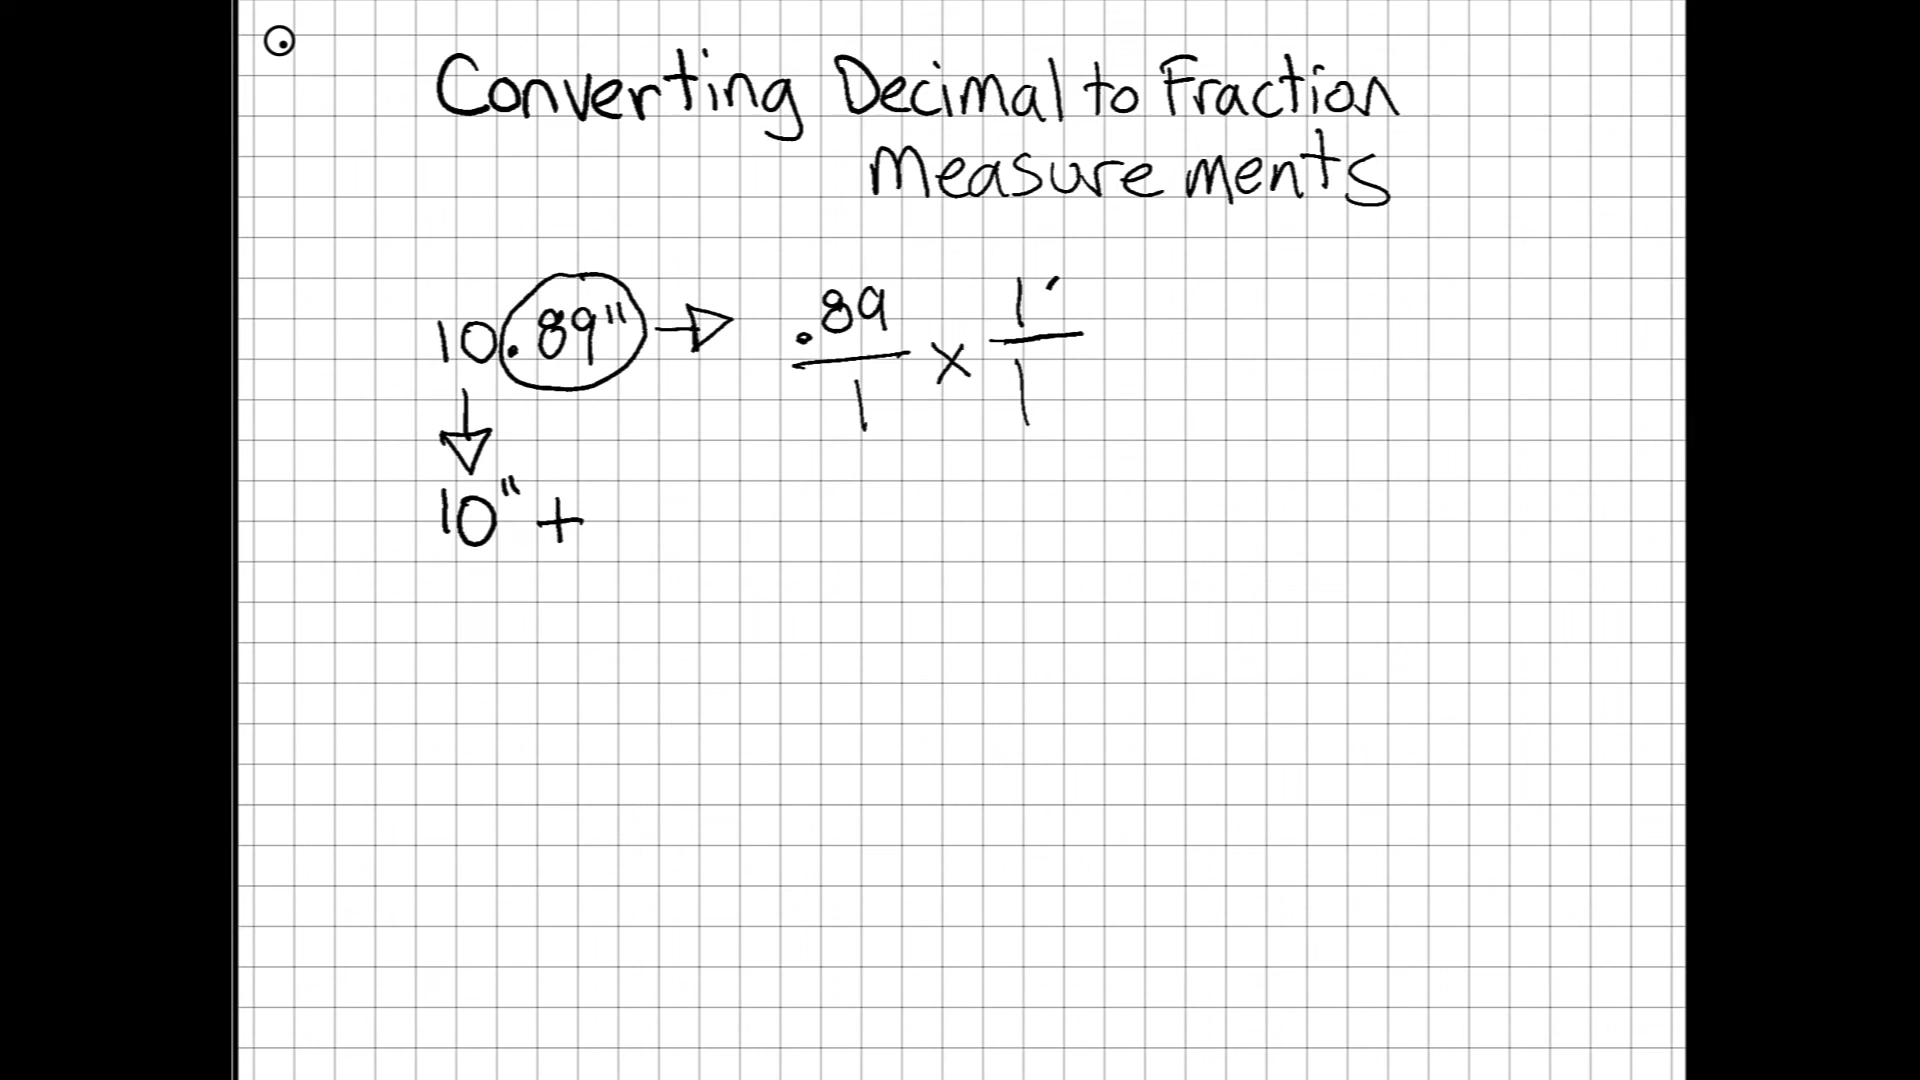 Converting Decimal to Fraction
Measurements
10.89" → .89/1 × 1/1
10" +